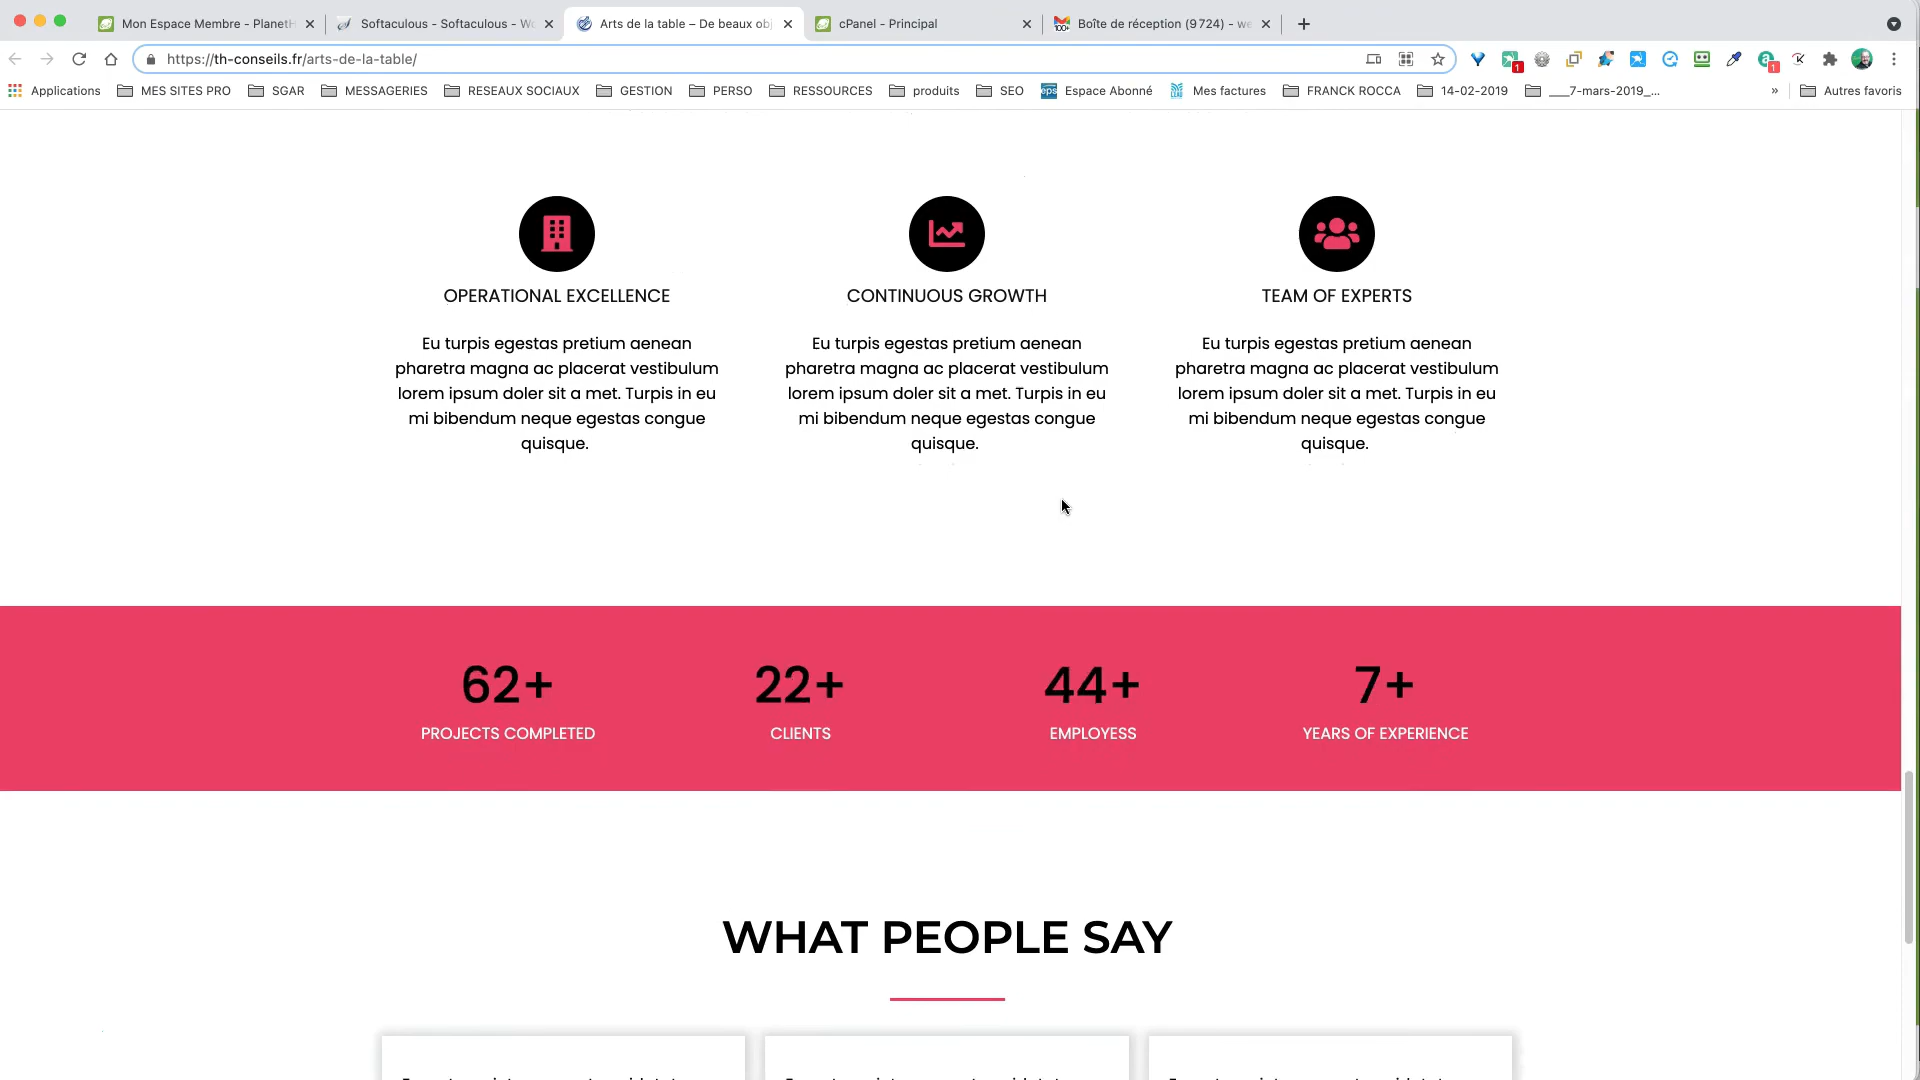 Mon Espace Membre - PlanetH
Softaculous - Softaculous - Wo
Arts de la table – De beaux obj
cPanel - Principal
Boîte de réception (9 724) - we
https://th-conseils.fr/arts-de-la-table/
Applications
MES SITES PRO
SGAR
MESSAGERIES
RESEAUX SOCIAUX
GESTION
PERSO
RESSOURCES
produits
SEO
Espace Abonné
Mes factures
FRANCK ROCCA
14-02-2019
___7-mars-2019_...
»
Autres favoris
OPERATIONAL EXCELLENCE
Eu turpis egestas pretium aenean
pharetra magna ac placerat vestibulum
lorem ipsum doler sit a met. Turpis in eu
mi bibendum neque egestas congue
quisque.
CONTINUOUS GROWTH
Eu turpis egestas pretium aenean
pharetra magna ac placerat vestibulum
lorem ipsum doler sit a met. Turpis in eu
mi bibendum neque egestas congue
quisque.
TEAM OF EXPERTS
Eu turpis egestas pretium aenean
pharetra magna ac placerat vestibulum
lorem ipsum doler sit a met. Turpis in eu
mi bibendum neque egestas congue
quisque.
62+
PROJECTS COMPLETED
22+
CLIENTS
44+
EMPLOYESS
7+
YEARS OF EXPERIENCE
WHAT PEOPLE SAY